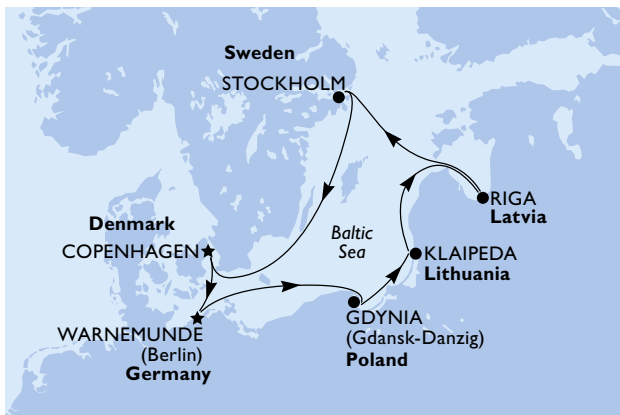 Sweden
STOCKHOLM
Denmark
COPENHAGEN
Baltic
Sea
RIGA
Latvia
KLAIPEDA
Lithuania
WARNEMUNDE
(Berlin)
Germany
GDYNIA
(Gdansk-Danzig)
Poland